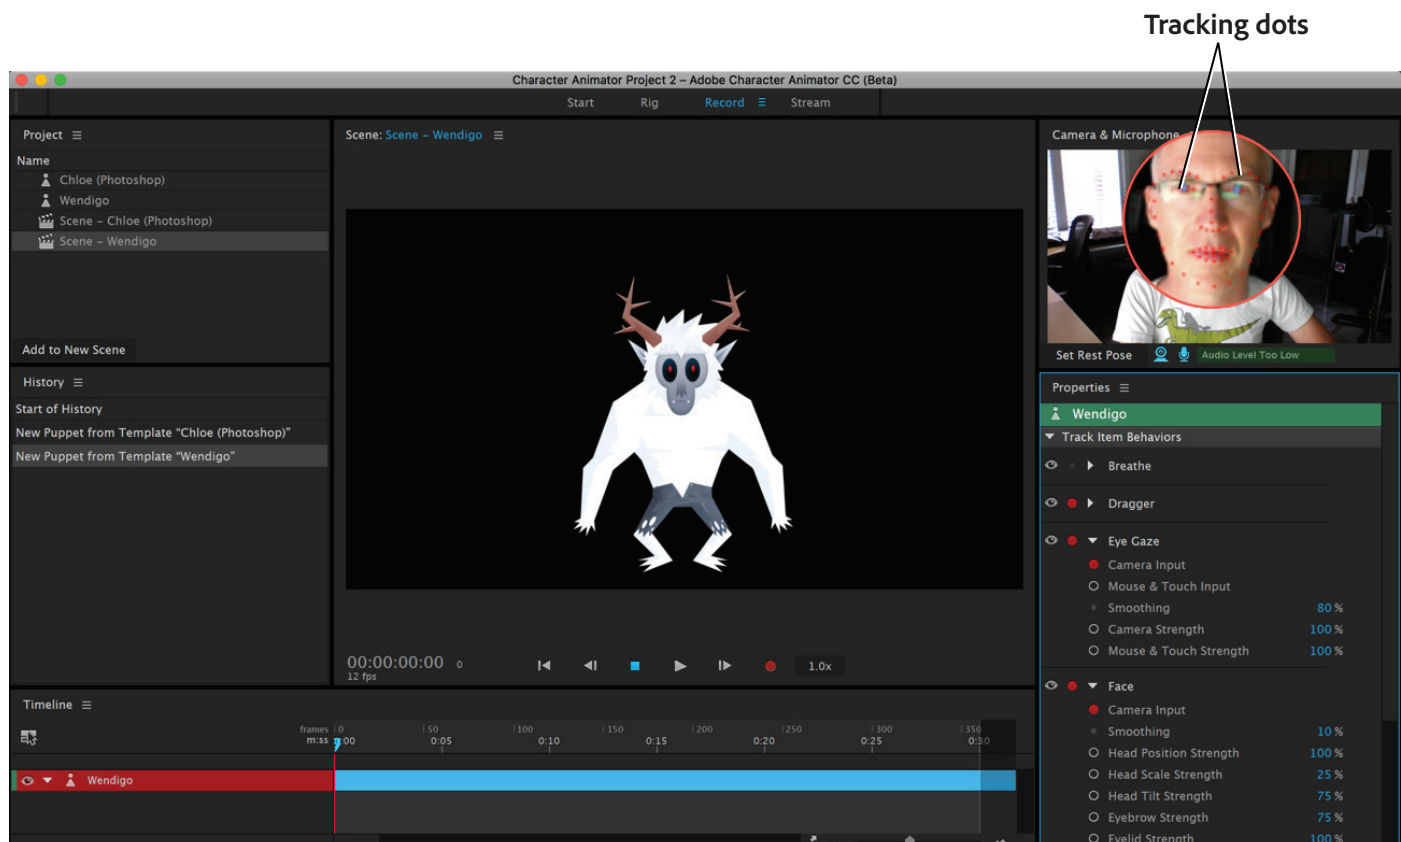 Tracking dots
Character Animator Project 2 – Adobe Character Animator CC (Beta)
Start Rig Record Stream
Project
Name
Chloe (Photoshop)
Wendigo
Scene – Chloe (Photoshop)
Scene – Wendigo
Add to New Scene
History
Start of History
New Puppet from Template “Chloe (Photoshop)”
New Puppet from Template “Wendigo”
Scene: Scene – Wendigo
00:00:00:00 0
12 fps
1.0x
Camera & Microphone
Set Rest Pose Audio Level Too Low
Properties
Wendigo
Track Item Behaviors
Breathe
Dragger
Eye Gaze
Camera Input
Mouse & Touch Input
Smoothing 80 %
Camera Strength 100 %
Mouse & Touch Strength 100 %
Face
Camera Input
Smoothing 10 %
Head Position Strength 100 %
Head Scale Strength 25 %
Head Tilt Strength 75 %
Eyebrow Strength 75 %
Eyelid Strength 100 %
Timeline
frames 0 50 100 150 200 250 300 350
m:ss 0:00 0:05 0:10 0:15 0:20 0:25 0:30
Wendigo